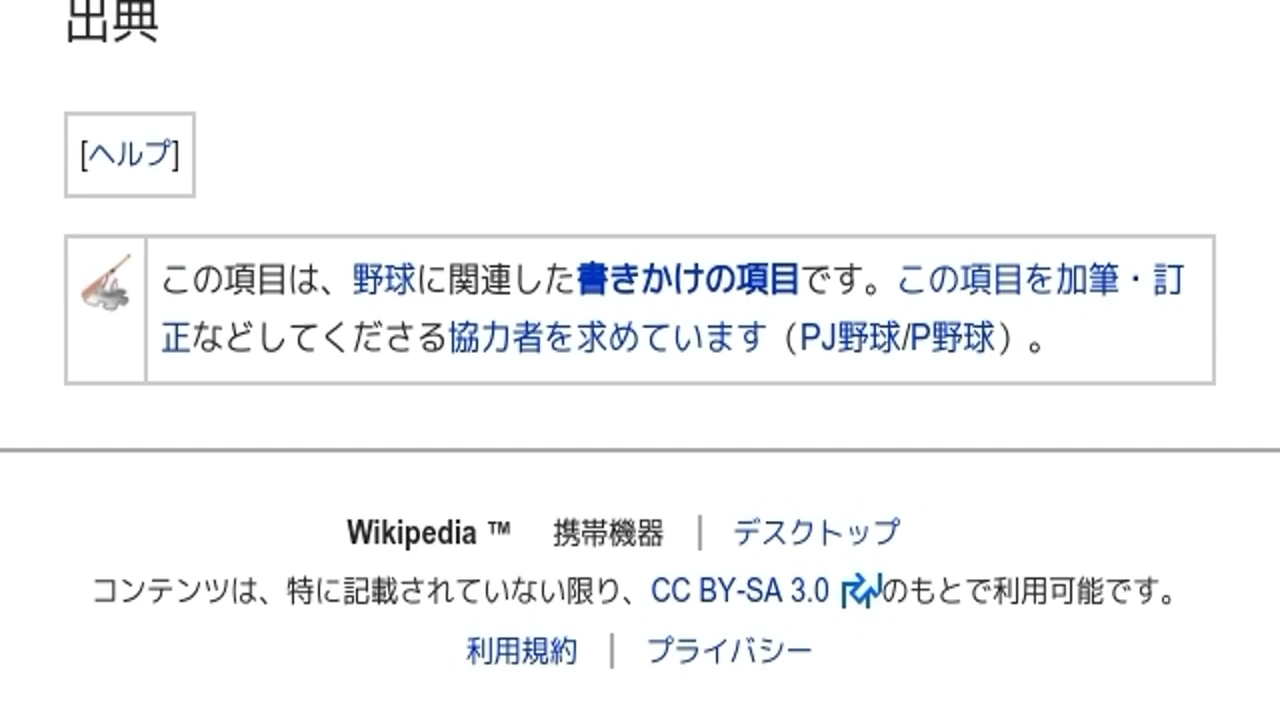 出典
[ヘルプ]
この項目は、野球に関連した書きかけの項目です。この項目を加筆・訂
正などしてくださる協力者を求めています（PJ野球/P野球）。
Wikipedia ™ 携帯機器 | デスクトップ
コンテンツは、特に記載されていない限り、CC BY-SA 3.0 のもとで利用可能です。
利用規約 | プライバシー